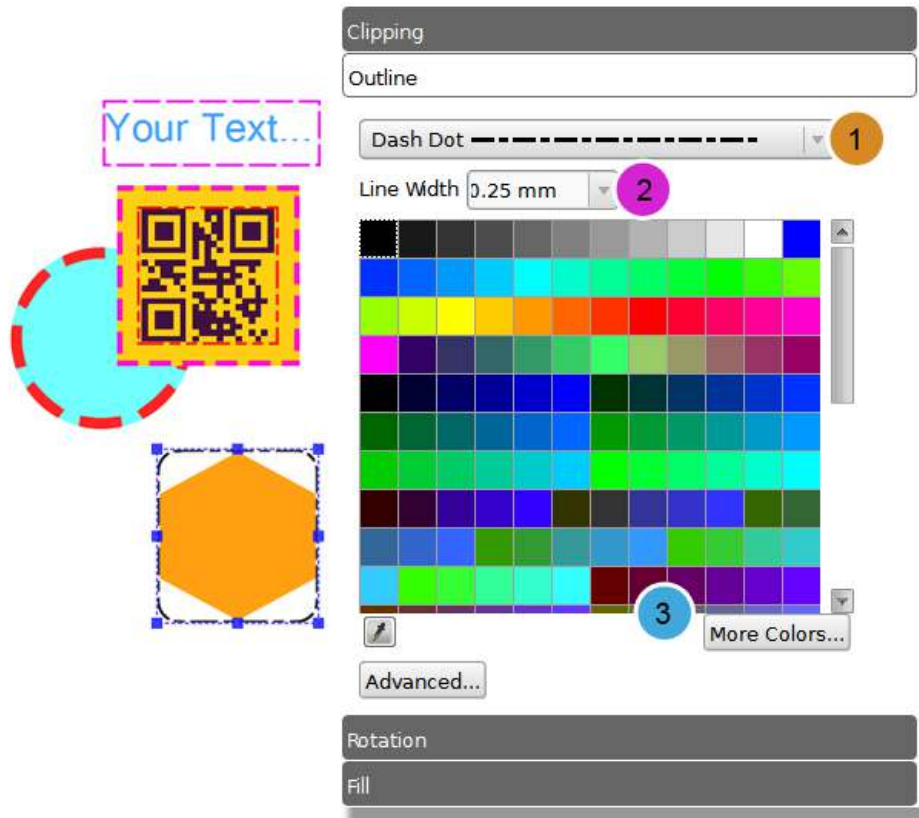 Clipping
Outline
Your Text...
Dash Dot
1
Line Width 0.25 mm
2
3
More Colors...
Advanced...
Rotation
Fill